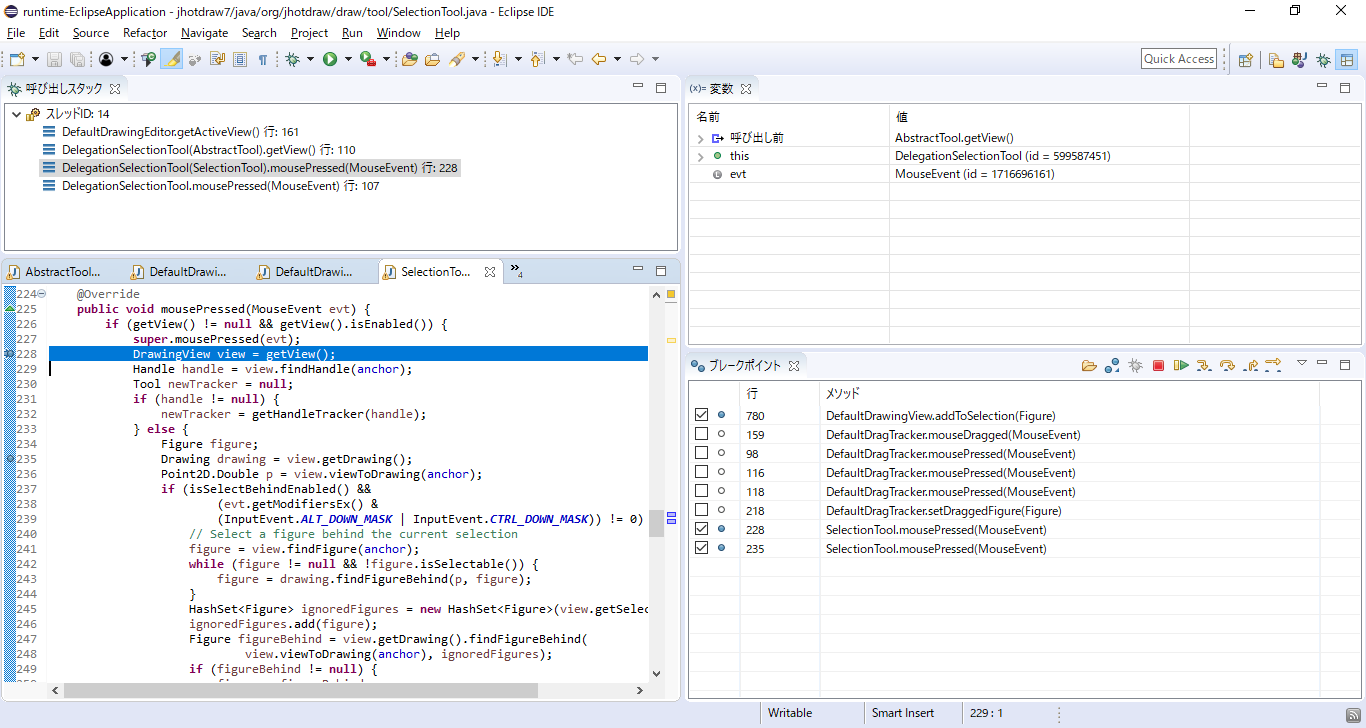 runtime-EclipseApplication - jhotdraw7/java/org/jhotdraw/draw/tool/SelectionTool.java - Eclipse IDE
File Edit Source Refactor Navigate Search Project Run Window Help
Quick Access
呼び出しスタック
スレッドID: 14
DefaultDrawingEditor.getActiveView() 行: 161
DelegationSelectionTool(AbstractTool).getView() 行: 110
DelegationSelectionTool(SelectionTool).mousePressed(MouseEvent) 行: 228
DelegationSelectionTool.mousePressed(MouseEvent) 行: 107
(x)= 変数
名前 値
呼び出し前 AbstractTool.getView()
this DelegationSelectionTool (id = 599587451)
evt MouseEvent (id = 1716696161)
AbstractTool... DefaultDrawi... DefaultDrawi... SelectionTo... »4
224 @Override
225 public void mousePressed(MouseEvent evt) {
226 if (getView() != null && getView().isEnabled()) {
227 super.mousePressed(evt);
228 DrawingView view = getView();
229 Handle handle = view.findHandle(anchor);
230 Tool newTracker = null;
231 if (handle != null) {
232 newTracker = getHandleTracker(handle);
233 } else {
234 Figure figure;
235 Drawing drawing = view.getDrawing();
236 Point2D.Double p = view.viewToDrawing(anchor);
237 if (isSelectBehindEnabled() &&
238 (evt.getModifiersEx() &
239 (InputEvent.ALT_DOWN_MASK | InputEvent.CTRL_DOWN_MASK)) != 0)
240 // Select a figure behind the current selection
241 figure = view.findFigure(anchor);
242 while (figure != null && !figure.isSelectable()) {
243 figure = drawing.findFigureBehind(p, figure);
244 }
245 HashSet<Figure> ignoredFigures = new HashSet<Figure>(view.getSelec
246 ignoredFigures.add(figure);
247 Figure figureBehind = view.getDrawing().findFigureBehind(
248 view.viewToDrawing(anchor), ignoredFigures);
249 if (figureBehind != null) {
ブレークポイント
行 メソッド
780 DefaultDrawingView.addToSelection(Figure)
159 DefaultDragTracker.mouseDragged(MouseEvent)
98 DefaultDragTracker.mousePressed(MouseEvent)
116 DefaultDragTracker.mousePressed(MouseEvent)
118 DefaultDragTracker.mousePressed(MouseEvent)
218 DefaultDragTracker.setDraggedFigure(Figure)
228 SelectionTool.mousePressed(MouseEvent)
235 SelectionTool.mousePressed(MouseEvent)
Writable Smart Insert 229 : 1